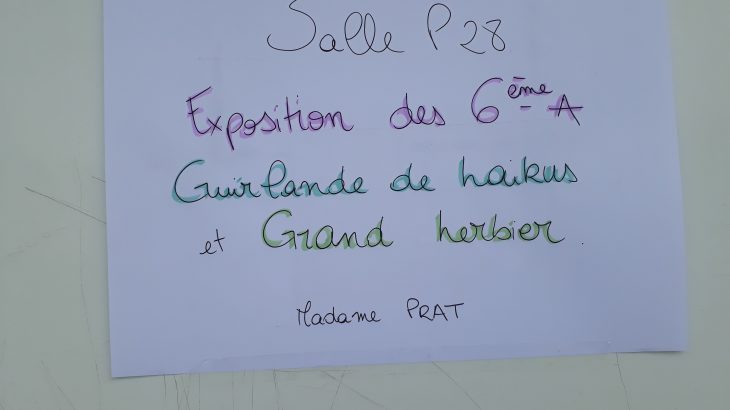 Salle P28
Exposition des 6ème A
Guirlande de haikus
et Grand herbier.
Madame PRAT